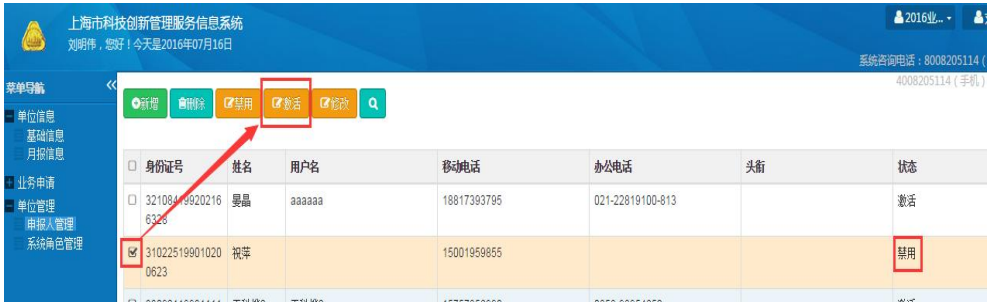 上海市科技创新管理服务信息系统
2016业...
刘明伟，您好！今天是2016年07月16日
系统咨询电话：8008205114（
4008205114（手机）
菜单导航
新增 删除 禁用 激活 修改
单位信息
基础信息
月报信息
业务申请
单位管理
申报人管理
系统角色管理
身份证号 姓名 用户名 移动电话 办公电话 头衔 状态
aaaaaa 18817393795 021-22819100-813 激活
31022519901020 祝萍 15001959855 禁用
0623